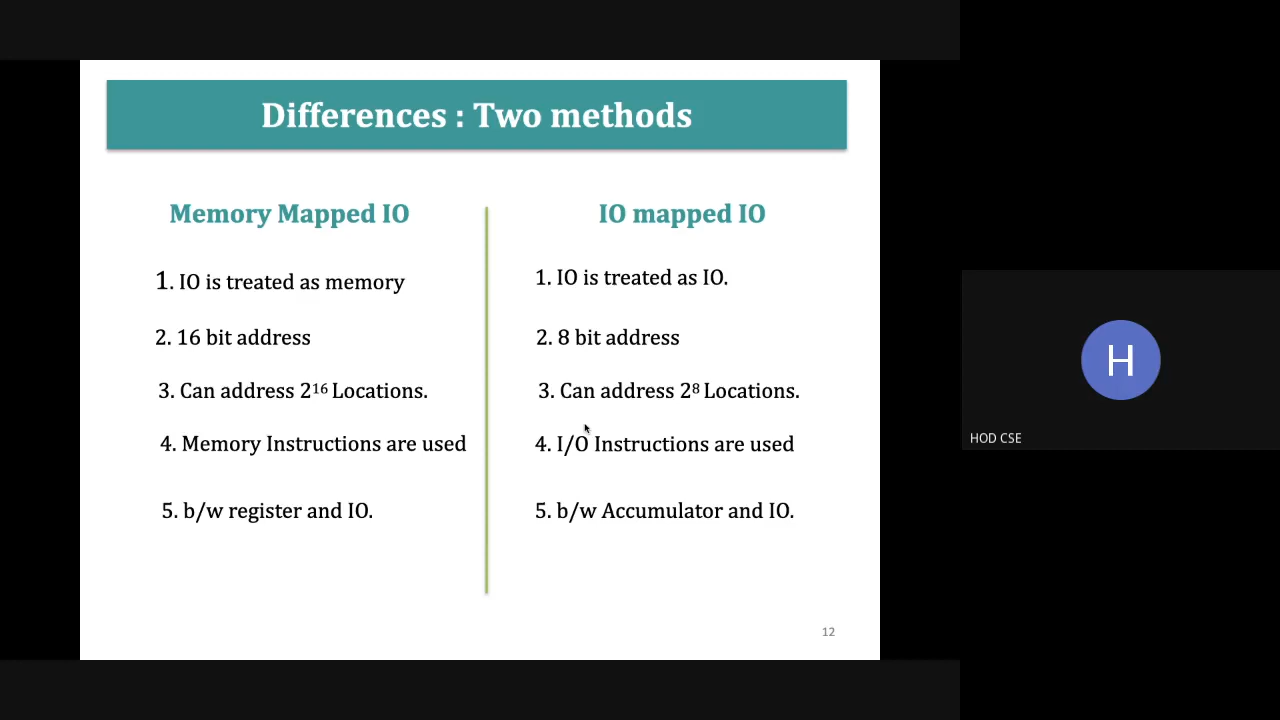 Differences : Two methods
Memory Mapped IO
1. IO is treated as memory
2. 16 bit address
3. Can address 2¹⁶ Locations.
4. Memory Instructions are used
5. b/w register and IO.
IO mapped IO
1. IO is treated as IO.
2. 8 bit address
3. Can address 2⁸ Locations.
4. I/O Instructions are used
5. b/w Accumulator and IO.
12
H
HOD CSE